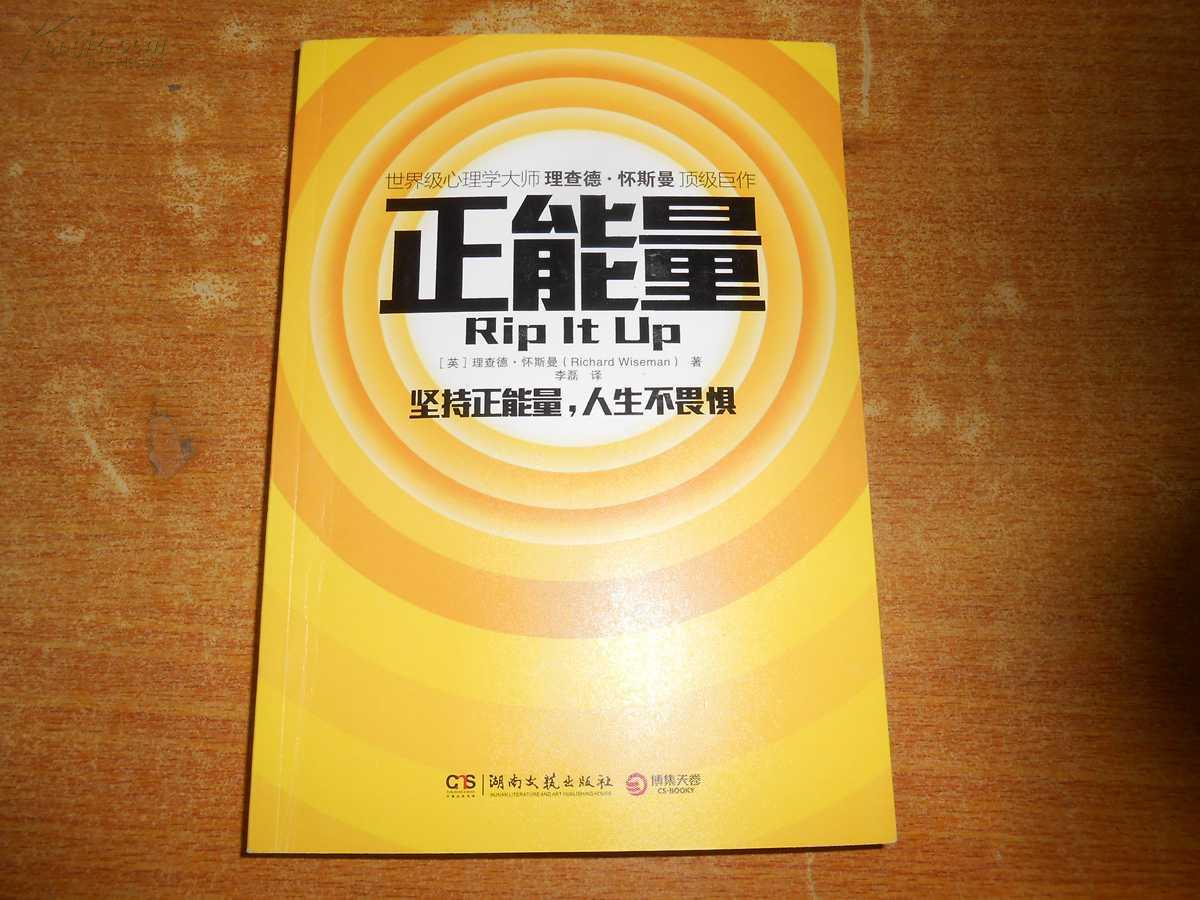 世界级心理学大师 理查德·怀斯曼 顶级巨作
正能量
Rip It Up
［英］理查德·怀斯曼（Richard Wiseman） 著
李磊 译
坚持正能量，人生不畏惧
湖南文艺出版社
HUNAN LITERATURE AND ART PUBLISHING HOUSE
博集天卷
CS-BOOKY